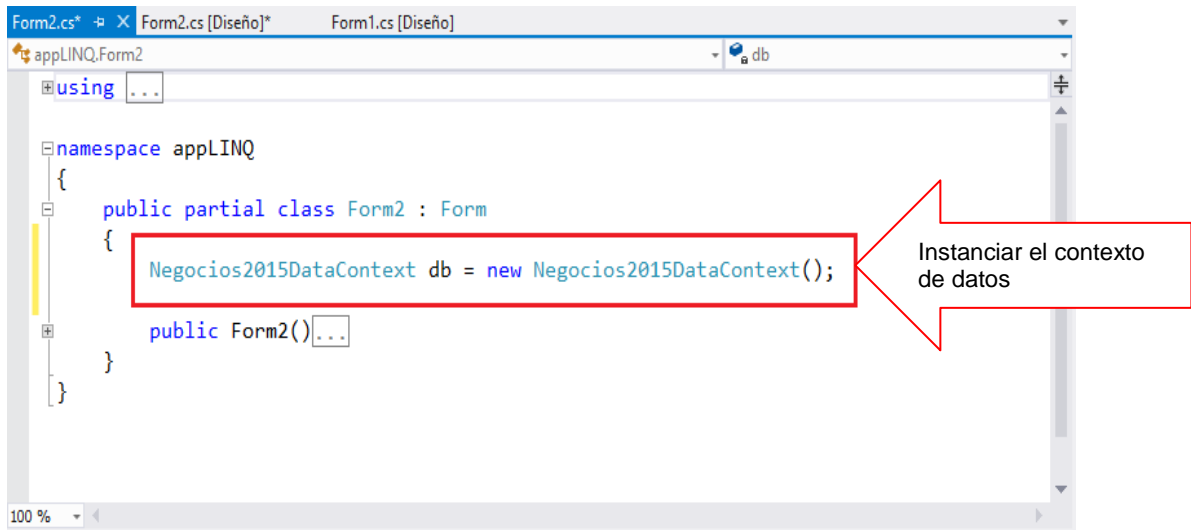 Form2.cs* Form2.cs [Diseño]* Form1.cs [Diseño]
appLINQ.Form2 db
using ...
namespace appLINQ
{
public partial class Form2 : Form
{
Negocios2015DataContext db = new Negocios2015DataContext();
Instanciar el contexto
de datos
public Form2()...
}
}
100 %